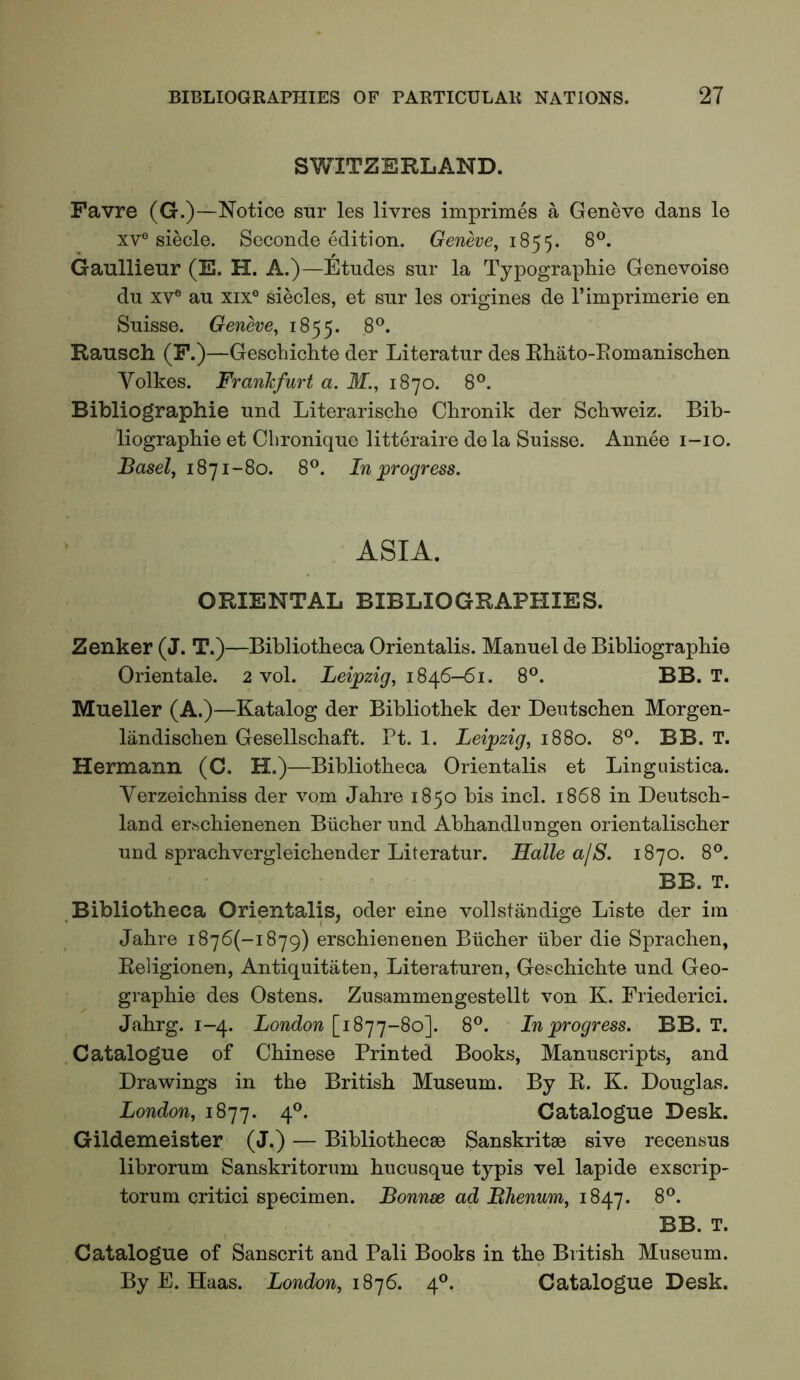 BIBLIOGRAPHIES OF PARTICULAR NATIONS. 27
SWITZERLAND.
Favre (G.)—Notice sur les livres imprimés à Genève dans le
XVe siècle. Seconde édition. Genève, 1855. 8º.
Gaullieur (E. H. A.)—Études sur la Typographie Genevoise
du XVe au XIXe siècles, et sur les origines de l'imprimerie en
Suisse. Genève, 1855. 8º.
Rausch (F.)—Geschichte der Literatur des Rhäto-Romanischen
Volkes. Frankfurt a. M., 1870. 8º.
Bibliographie und Literarische Chronik der Schweiz. Bib-
liographie et Chronique littéraire de la Suisse. Année 1-10.
Basel, 1871-80. 8º. In progress.
ASIA.
ORIENTAL BIBLIOGRAPHIES.
Zenker (J. T.)—Bibliotheca Orientalis. Manuel de Bibliographie
Orientale. 2 vol. Leipzig, 1846-61. 8º. BB. T.
Mueller (A.)—Katalog der Bibliothek der Deutschen Morgen-
ländischen Gesellschaft. Pt. 1. Leipzig, 1880. 8º. BB. T.
Hermann (C. H.)—Bibliotheca Orientalis et Linguistica.
Verzeichniss der vom Jahre 1850 bis incl. 1868 in Deutsch-
land erschienenen Bücher und Abhandlungen orientalischer
und sprachvergleichender Literatur. Halle a/S. 1870. 8º.
BB. T.
Bibliotheca Orientalis, oder eine vollständige Liste der im
Jahre 1876(-1879) erschienenen Bücher über die Sprachen,
Religionen, Antiquitäten, Literaturen, Geschichte und Geo-
graphie des Ostens. Zusammengestellt von K. Friederici.
Jahrg. 1-4. London [1877-80]. 8º. In progress. BB. T.
Catalogue of Chinese Printed Books, Manuscripts, and
Drawings in the British Museum. By R. K. Douglas.
London, 1877. 4º. Catalogue Desk.
Gildemeister (J.) — Bibliothecæ Sanskritæ sive recensus
librorum Sanskritorum hucusque typis vel lapide exscrip-
torum critici specimen. Bonnæ ad Rhenum, 1847. 8º.
BB. T.
Catalogue of Sanscrit and Pali Books in the British Museum.
By E. Haas. London, 1876. 4º. Catalogue Desk.